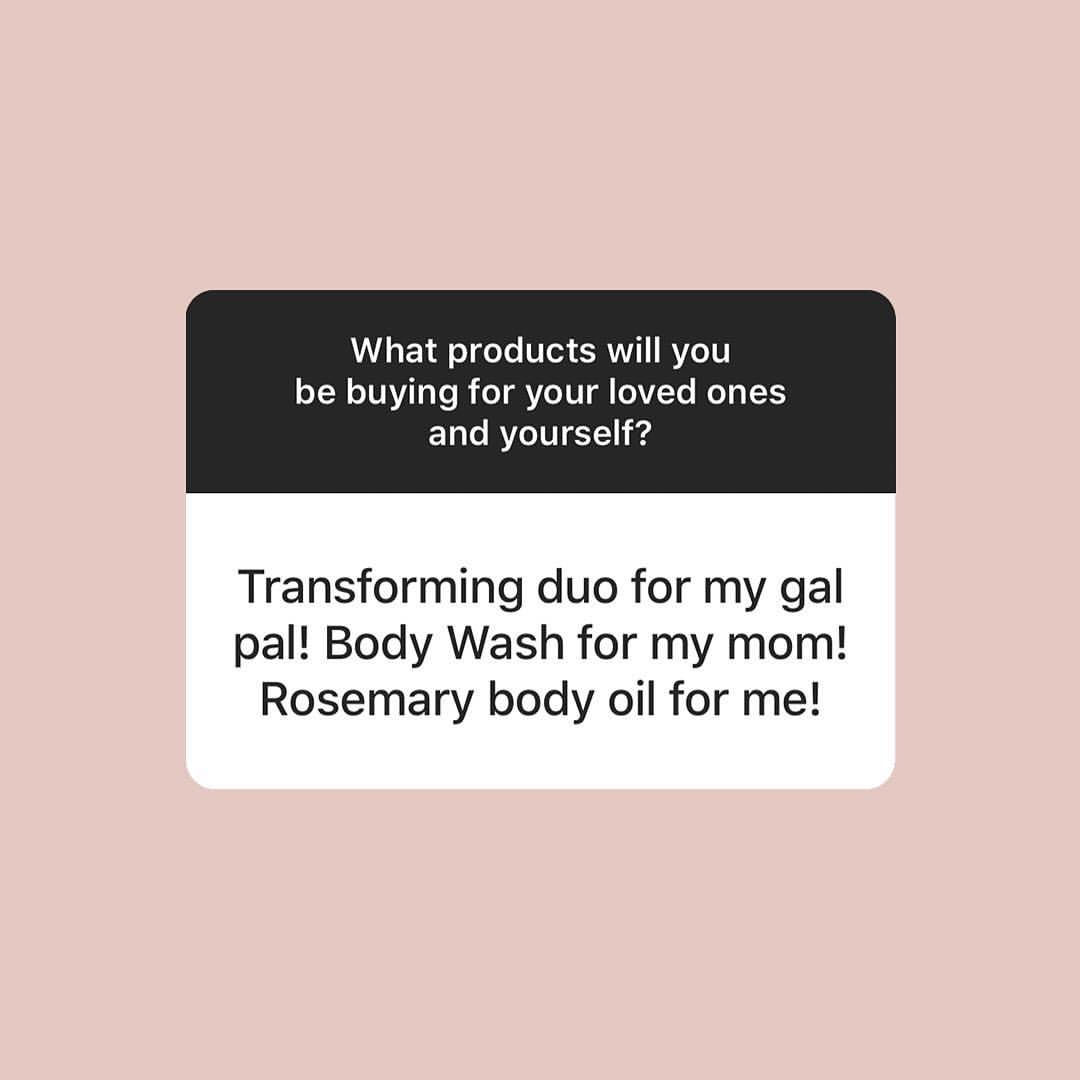 What products will you
be buying for your loved ones
and yourself?
Transforming duo for my gal
pal! Body Wash for my mom!
Rosemary body oil for me!